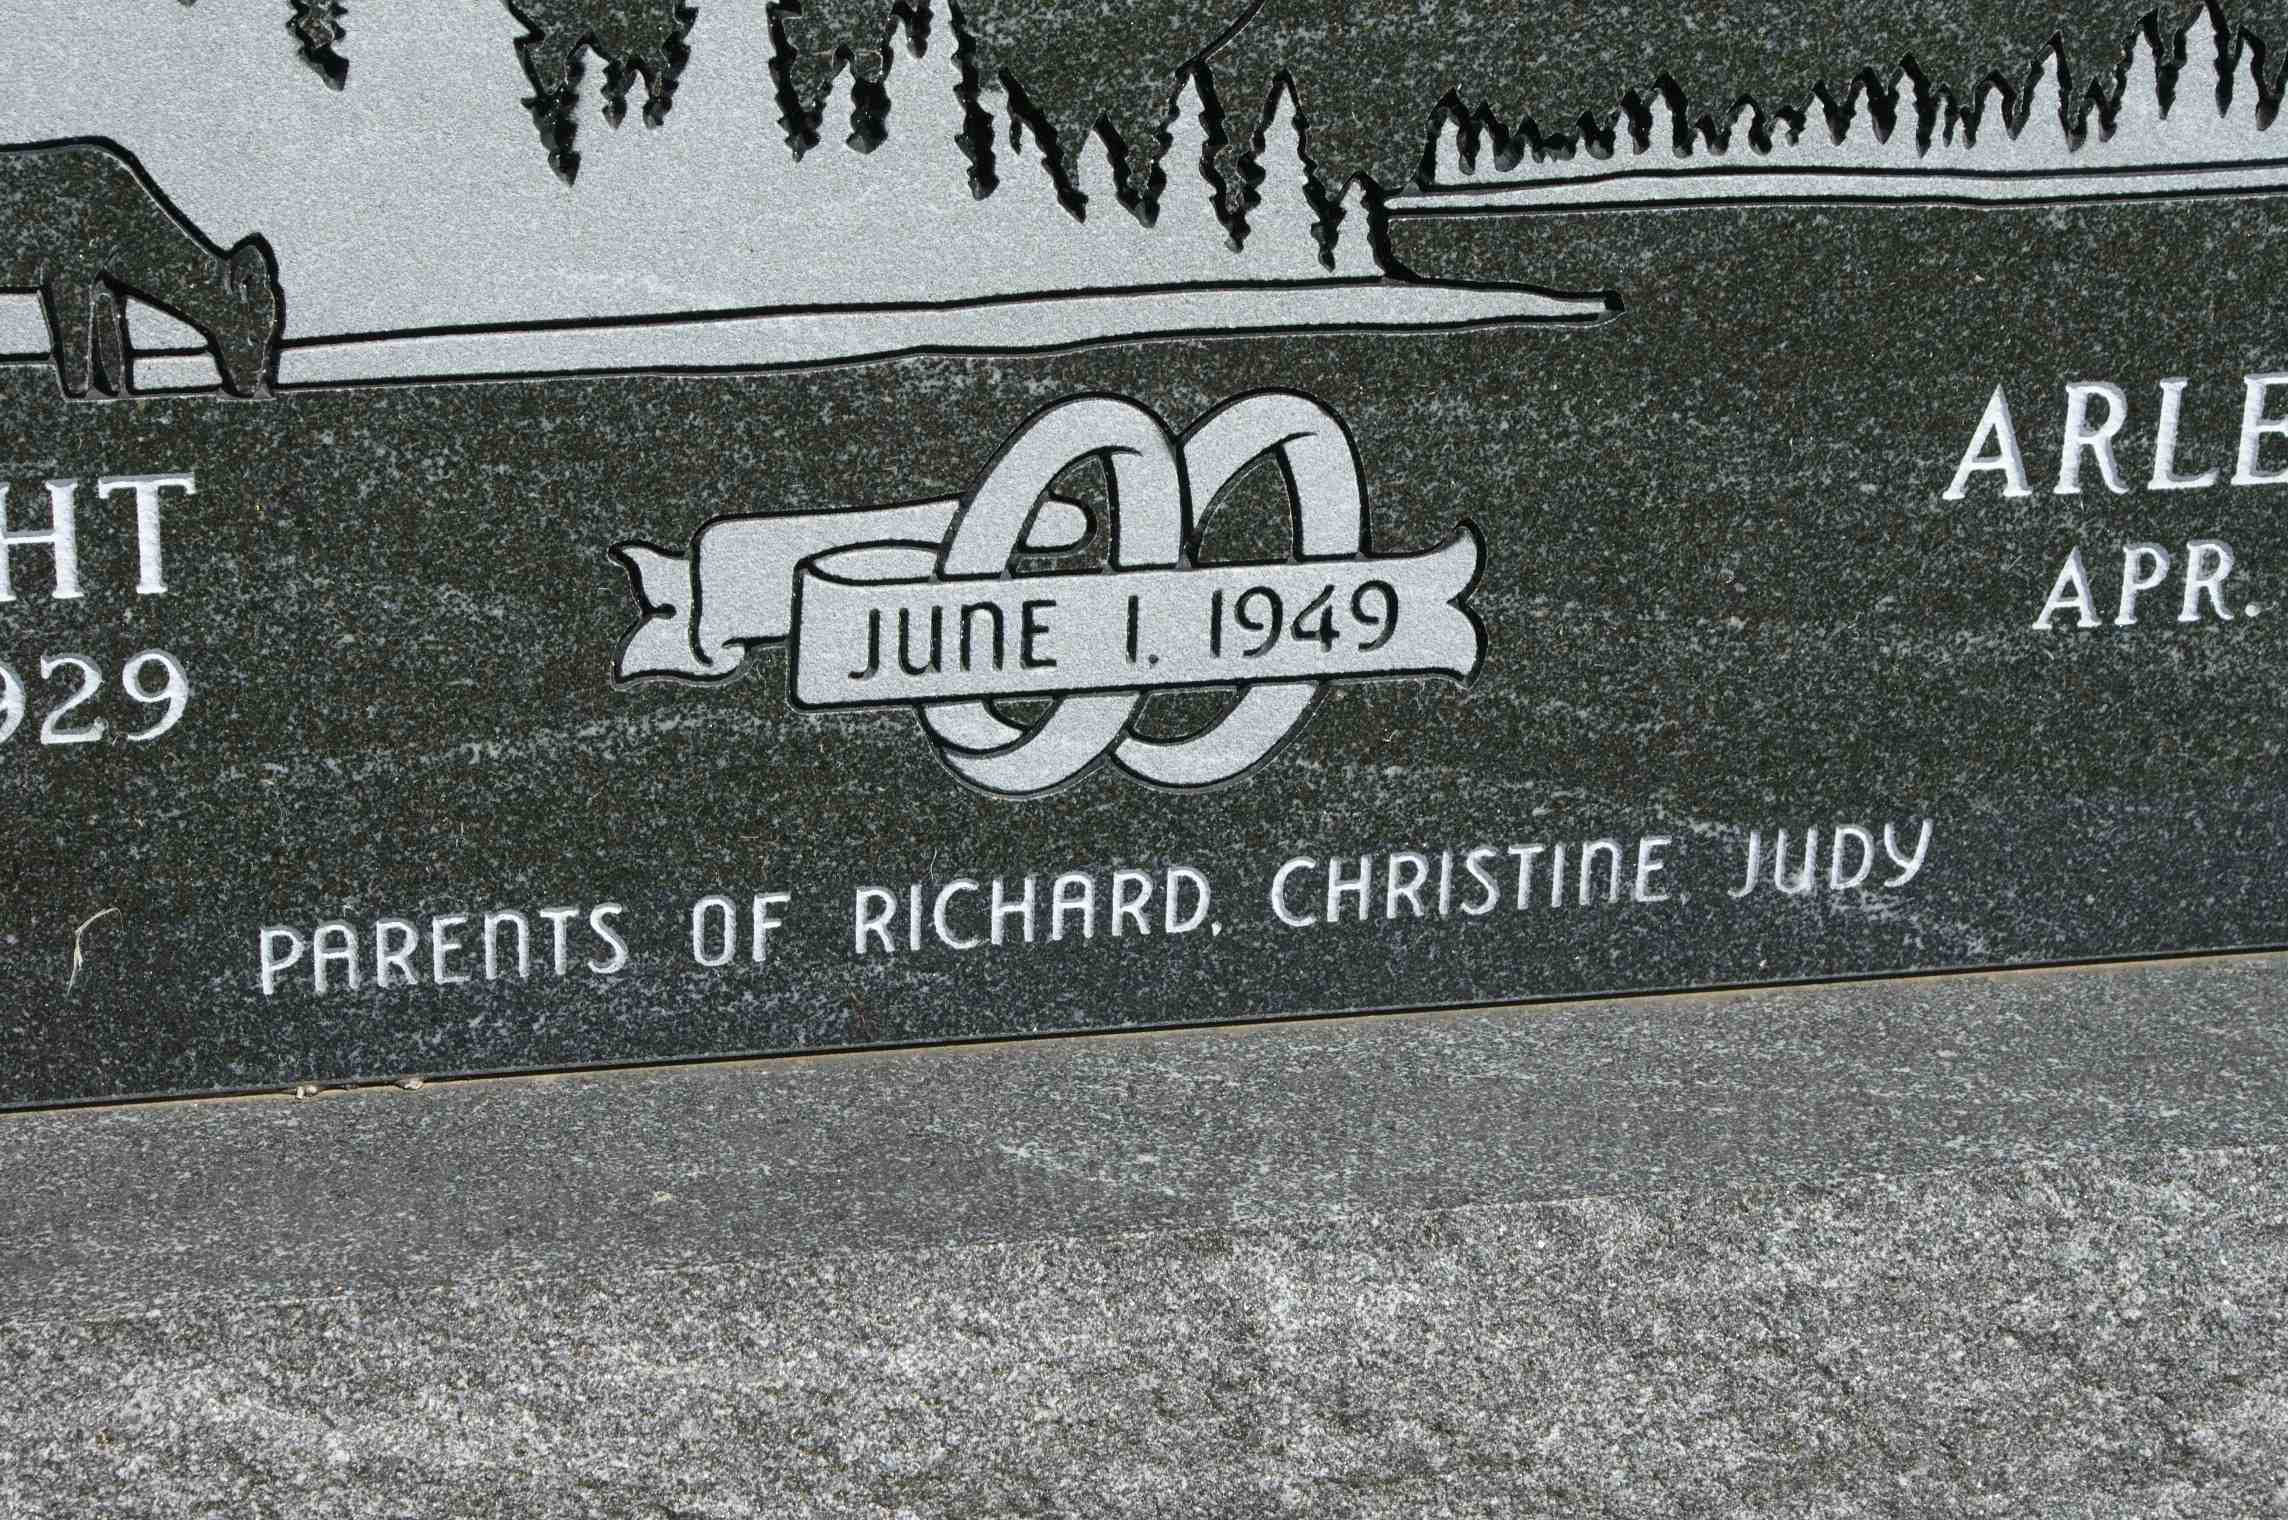 HT
929
JUNE 1. 1949
ARLE
APR.
PARENTS OF RICHARD, CHRISTINE, JUDY